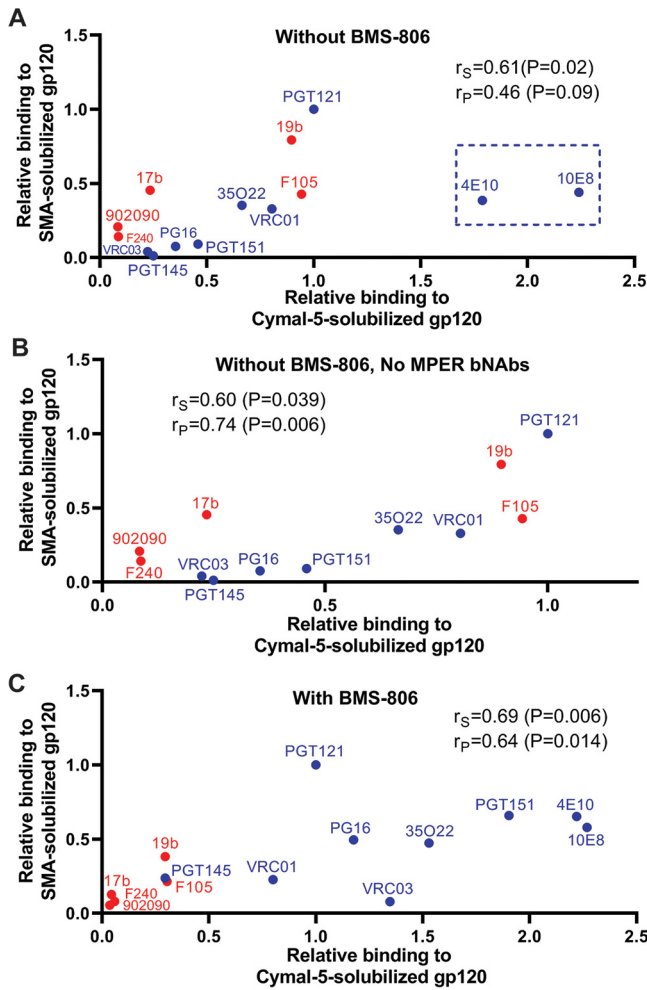 A
Without BMS-806
Relative binding to
SMA-solubilized gp120
1.5
1.0
0.5
0.0
rS=0.61(P=0.02)
rP=0.46 (P=0.09)
PGT121
19b
17b
F105
4E10
10E8
35O22
VRC01
902090
F240
PG16
VRC03
PGT151
PGT145
0.0 0.5 1.0 1.5 2.0 2.5
Relative binding to
Cymal-5-solubilized gp120
B
Without BMS-806, No MPER bNAbs
Relative binding to
SMA-solubilized gp120
1.5
1.0
0.5
0.0
rS=0.60 (P=0.039)
rP=0.74 (P=0.006)
PGT121
19b
17b
F105
35O22
VRC01
902090
F240
VRC03
PG16
PGT151
PGT145
0.0 0.5 1.0
Relative binding to
Cymal-5-solubilized gp120
C
With BMS-806
Relative binding to
SMA-solubilized gp120
1.5
1.0
0.5
0.0
rS=0.69 (P=0.006)
rP=0.64 (P=0.014)
PGT121
PGT151
4E10
10E8
PG16
35O22
19b
PGT145
VRC01
F105
17b
F240
902090
VRC03
0.0 0.5 1.0 1.5 2.0 2.5
Relative binding to
Cymal-5-solubilized gp120